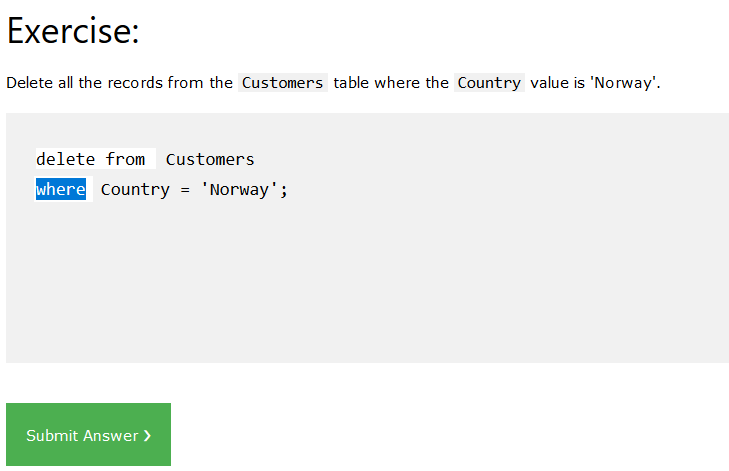 Exercise:
Delete all the records from the Customers table where the Country value is 'Norway'.
delete from Customers
where Country = 'Norway';
Submit Answer ❯